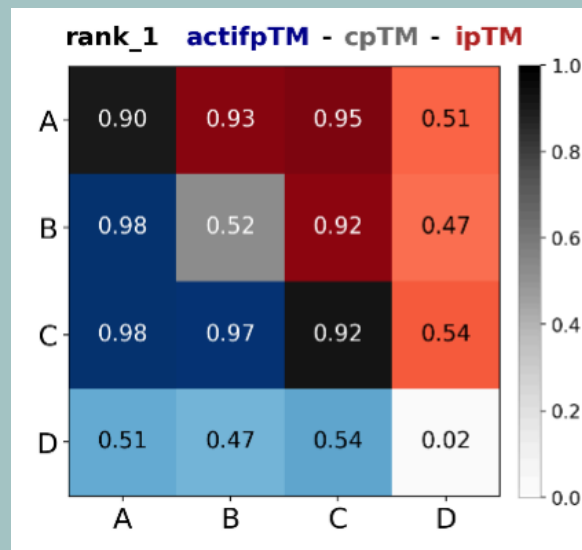 rank_1 actifpTM - cpTM - ipTM
1.0
A 0.90 0.93 0.95 0.51
0.8
B 0.98 0.52 0.92 0.47
0.6
0.4
C 0.98 0.97 0.92 0.54
0.2
D 0.51 0.47 0.54 0.02
0.0
A B C D